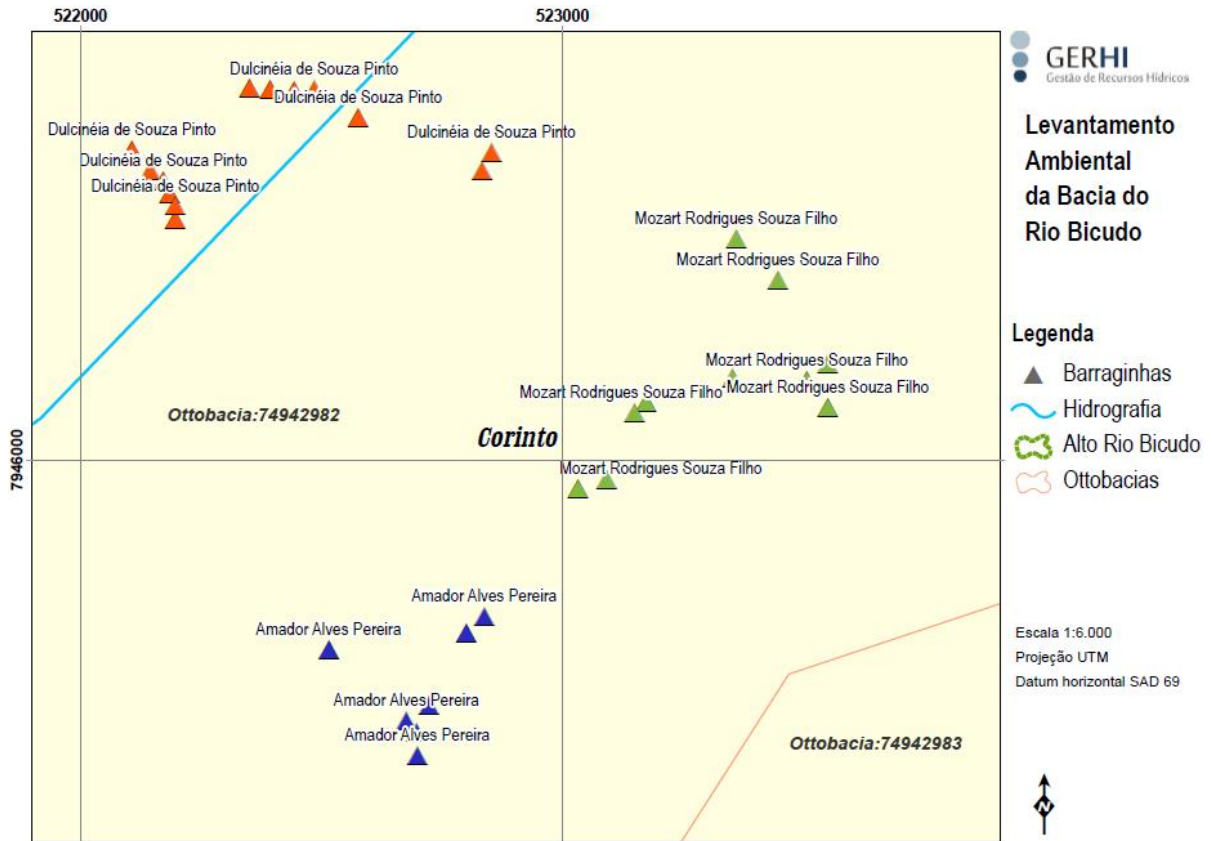 522000
523000
Dulcinéia de Souza Pinto
Dulcinéia de Souza Pinto
Dulcinéia de Souza Pinto
Dulcinéia de Souza Pinto
Dulcinéia de Souza Pinto
Dulcinéia de Souza Pinto
Mozart Rodrigues Souza Filho
Mozart Rodrigues Souza Filho
Mozart Rodrigues Souza Filho
Mozart Rodrigues Souza Filho
Mozart Rodrigues Souza Filho
Ottobacia:74942982
Corinto
7946000
Mozart Rodrigues Souza Filho
Amador Alves Pereira
Amador Alves Pereira
Amador Alves Pereira
Amador Alves Pereira
Ottobacia:74942983
GERHI
Gestão de Recursos Hídricos
Levantamento
Ambiental
da Bacia do
Rio Bicudo
Legenda
Barraginhas
Hidrografia
Alto Rio Bicudo
Ottobacias
Escala 1:6.000
Projeção UTM
Datum horizontal SAD 69
N